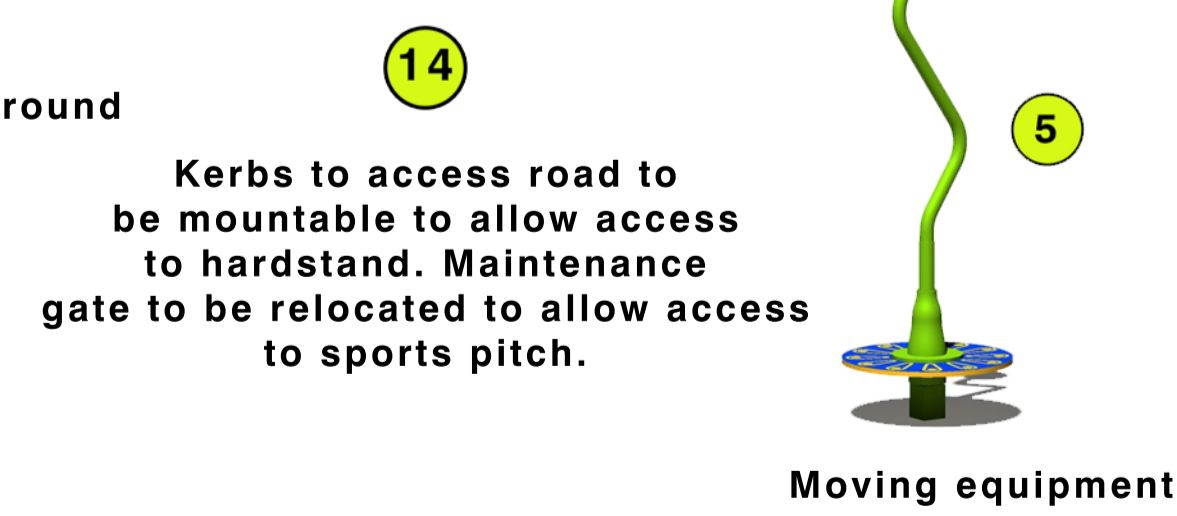 14
round
Kerbs to access road to
be mountable to allow access
to hardstand. Maintenance
gate to be relocated to allow access
to sports pitch.
5
Moving equipment